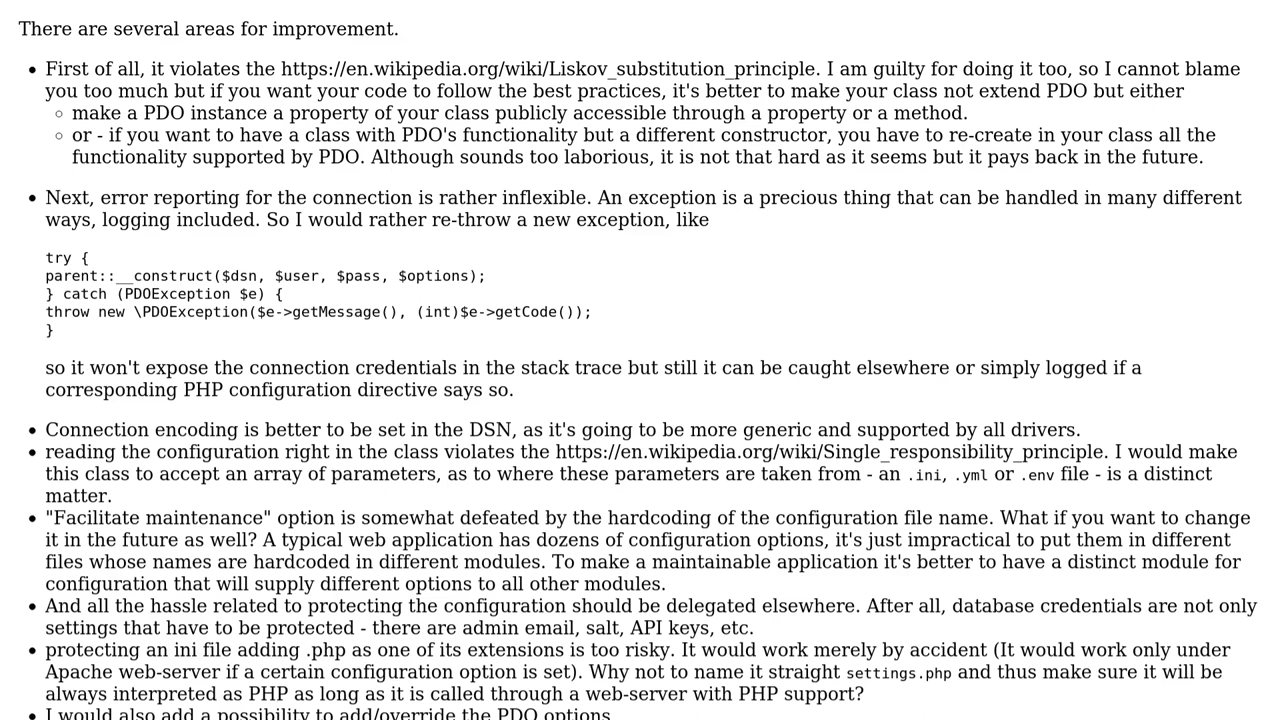 There are several areas for improvement.
• First of all, it violates the https://en.wikipedia.org/wiki/Liskov_substitution_principle. I am guilty for doing it too, so I cannot blame
you too much but if you want your code to follow the best practices, it's better to make your class not extend PDO but either
◦ make a PDO instance a property of your class publicly accessible through a property or a method.
◦ or - if you want to have a class with PDO's functionality but a different constructor, you have to re-create in your class all the
functionality supported by PDO. Although sounds too laborious, it is not that hard as it seems but it pays back in the future.
• Next, error reporting for the connection is rather inflexible. An exception is a precious thing that can be handled in many different
ways, logging included. So I would rather re-throw a new exception, like
try {
parent::__construct($dsn, $user, $pass, $options);
} catch (PDOException $e) {
throw new \PDOException($e->getMessage(), (int)$e->getCode());
}
so it won't expose the connection credentials in the stack trace but still it can be caught elsewhere or simply logged if a
corresponding PHP configuration directive says so.
• Connection encoding is better to be set in the DSN, as it's going to be more generic and supported by all drivers.
• reading the configuration right in the class violates the https://en.wikipedia.org/wiki/Single_responsibility_principle. I would make
this class to accept an array of parameters, as to where these parameters are taken from - an .ini, .yml or .env file - is a distinct
matter.
• "Facilitate maintenance" option is somewhat defeated by the hardcoding of the configuration file name. What if you want to change
it in the future as well? A typical web application has dozens of configuration options, it's just impractical to put them in different
files whose names are hardcoded in different modules. To make a maintainable application it's better to have a distinct module for
configuration that will supply different options to all other modules.
• And all the hassle related to protecting the configuration should be delegated elsewhere. After all, database credentials are not only
settings that have to be protected - there are admin email, salt, API keys, etc.
• protecting an ini file adding .php as one of its extensions is too risky. It would work merely by accident (It would work only under
Apache web-server if a certain configuration option is set). Why not to name it straight settings.php and thus make sure it will be
always interpreted as PHP as long as it is called through a web-server with PHP support?
• I would also add a possibility to add/override the PDO options.